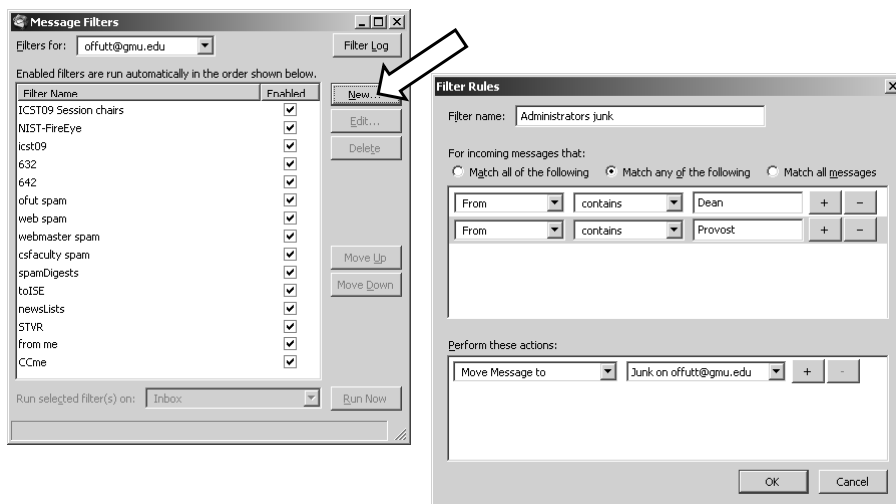 Message Filters
Filters for: offutt@gmu.edu
Filter Log
Enabled filters are run automatically in the order shown below.
Filter Name Enabled
ICST09 Session chairs
NIST-FireEye
icst09
632
642
ofut spam
web spam
webmaster spam
csfaculty spam
spamDigests
toISE
newsLists
STVR
from me
CCme
New...
Edit...
Delete
Move Up
Move Down
Run selected filter(s) on: Inbox
Run Now
Filter Rules
Filter name: Administrators junk
For incoming messages that:
Match all of the following Match any of the following Match all messages
From contains Dean + -
From contains Provost + -
Perform these actions:
Move Message to Junk on offutt@gmu.edu + -
OK Cancel